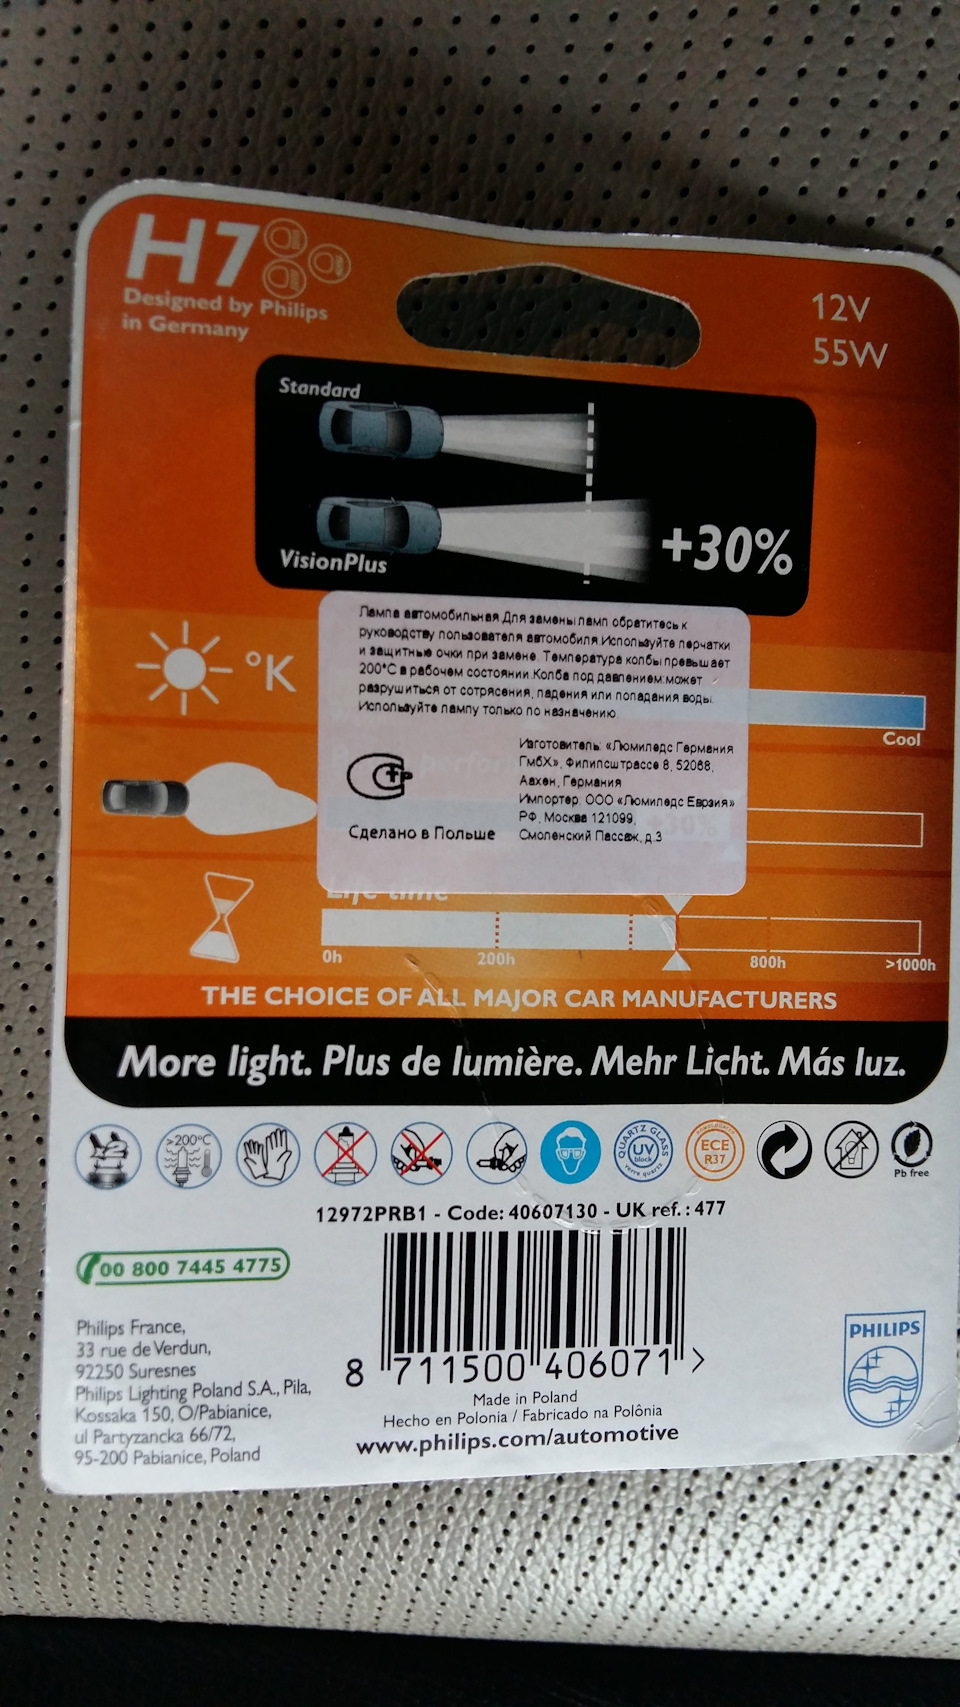 H7
Designed by Philips
in Germany
12V
55W
Standard
VisionPlus
+30%
Лампа автомобильная.Для замены ламп обратитесь к
руководству пользователя автомобиля.Используйте перчатки
и защитные очки при замене. Температура колбы превышает
200°C в рабочем состоянии.Колба под давлением:может
разрушиться от сотрясения, падения или попадания воды.
Используйте лампу только по назначению.
°K
Cool
Изготовитель: «Люмиледс Германия
ГмбХ», Филипсштрассе 8, 52068,
Аахен, Германия
Импортер: ООО «Люмиледс Евразия»
РФ, Москва 121099,
Смоленский Пассаж, д.3
Сделано в Польше
+30%
Life time
0h 200h 800h >1000h
THE CHOICE OF ALL MAJOR CAR MANUFACTURERS
More light. Plus de lumière. Mehr Licht. Más luz.
>200°C
QUARTZ GLASS
UV
block
verre quartz
ECE
R37
Pb free
12972PRB1 - Code: 40607130 - UK ref.: 477
00 800 7445 4775
8 711500 406071 >
Philips France,
33 rue de Verdun,
92250 Suresnes
Philips Lighting Poland S.A., Pila,
Kossaka 150, O/Pabianice,
ul Partyzancka 66/72,
95-200 Pabianice, Poland
Made in Poland
Hecho en Polonia / Fabricado na Polônia
www.philips.com/automotive
PHILIPS